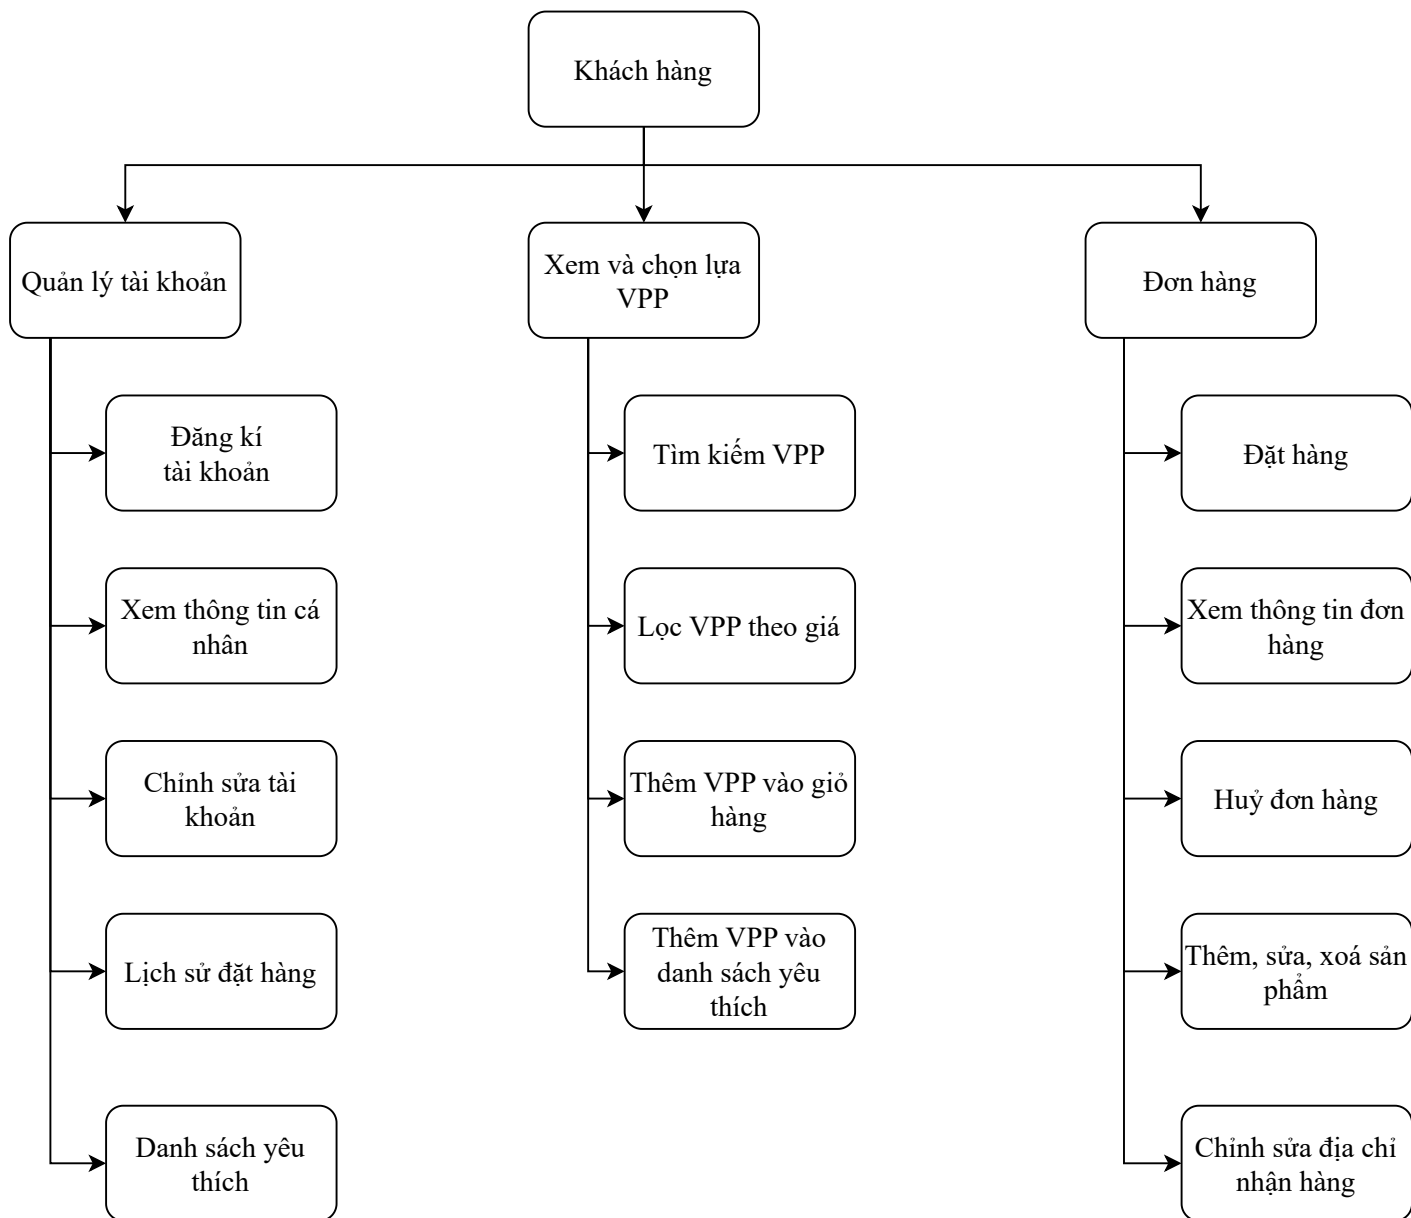 Khách hàng
Quản lý tài khoản
Xem và chọn lựa
VPP
Đơn hàng
Đăng kí
tài khoản
Tìm kiếm VPP
Đặt hàng
Xem thông tin cá
nhân
Lọc VPP theo giá
Xem thông tin đơn
hàng
Chỉnh sửa tài
khoản
Thêm VPP vào giỏ
hàng
Huỷ đơn hàng
Lịch sử đặt hàng
Thêm VPP vào
danh sách yêu
thích
Thêm, sửa, xoá sản
phẩm
Danh sách yêu
thích
Chỉnh sửa địa chỉ
nhận hàng